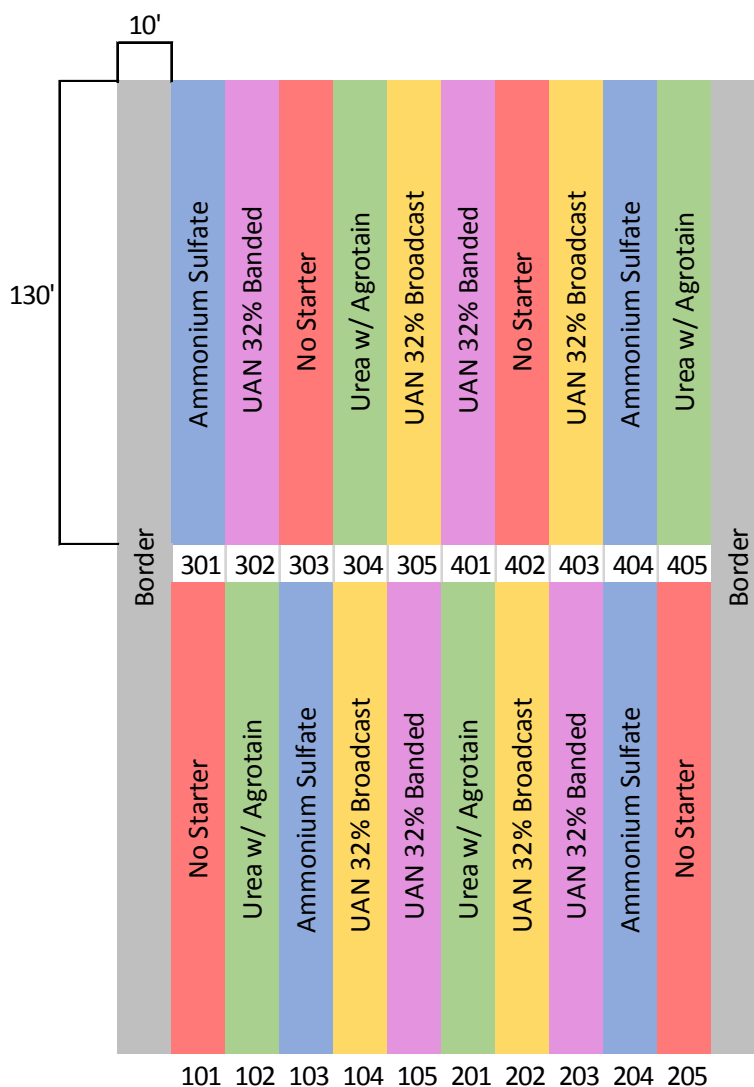 10'
130'
Ammonium Sulfate
UAN 32% Banded
No Starter
Urea w/ Agrotain
UAN 32% Broadcast
UAN 32% Banded
No Starter
UAN 32% Broadcast
Ammonium Sulfate
Urea w/ Agrotain
Border
301 302 303 304 305 401 402 403 404 405
Border
No Starter
Urea w/ Agrotain
Ammonium Sulfate
UAN 32% Broadcast
UAN 32% Banded
Urea w/ Agrotain
UAN 32% Broadcast
UAN 32% Banded
Ammonium Sulfate
No Starter
101 102 103 104 105 201 202 203 204 205